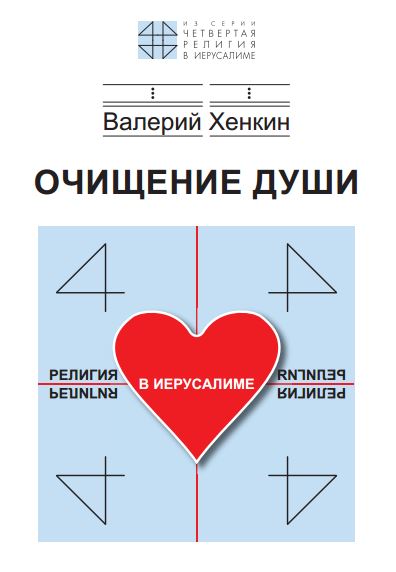 ИЗ СЕРИИ
ЧЕТВЕРТАЯ
РЕЛИГИЯ
В ИЕРУСАЛИМЕ
Валерий Хенкин
ОЧИЩЕНИЕ ДУШИ
РЕЛИГИЯ РЕЛИГИЯ
В ИЕРУСАЛИМЕ
РЕЛИГИЯ РЕЛИГИЯ